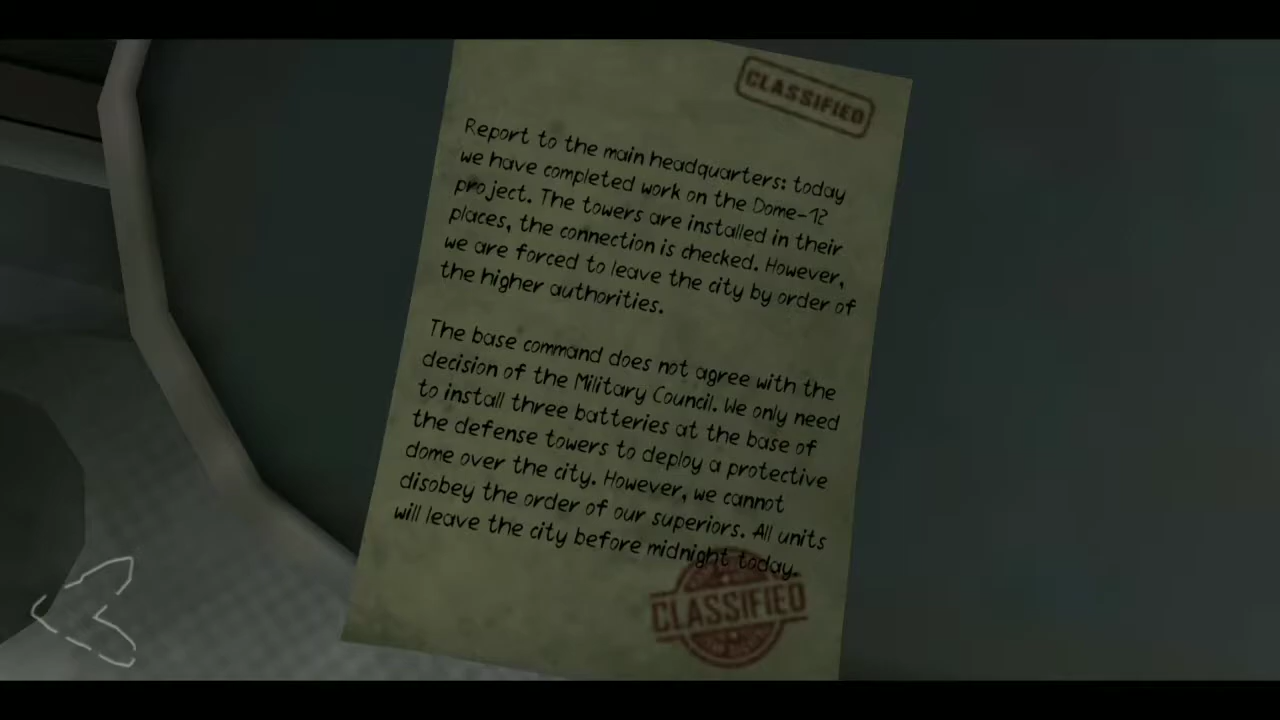 CLASSIFIED
Report to the main headquarters: today
we have completed work on the Dome-12
project. The towers are installed in their
places, the connection is checked. However,
we are forced to leave the city by order of
the higher authorities.
The base command does not agree with the
decision of the Military Council. We only need
to install three batteries at the base of
the defense towers to deploy a protective
dome over the city. However, we cannot
disobey the order of our superiors. All units
will leave the city before midnight today.
CLASSIFIED